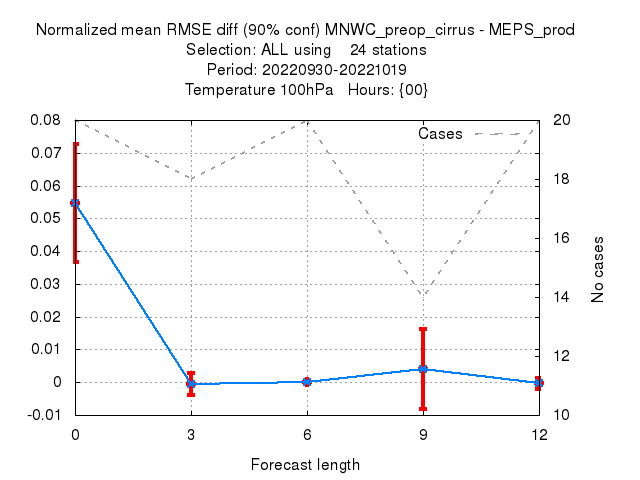 Normalized mean RMSE diff (90% conf) MNWC_preop_cirrus - MEPS_prod
Selection: ALL using 24 stations
Period: 20220930-20221019
Temperature 100hPa Hours: {00}
Cases
0.08
0.07
0.06
0.05
0.04
0.03
0.02
0.01
0
-0.01
20
18
16
14
12
10
No cases
0 3 6 9 12
Forecast length